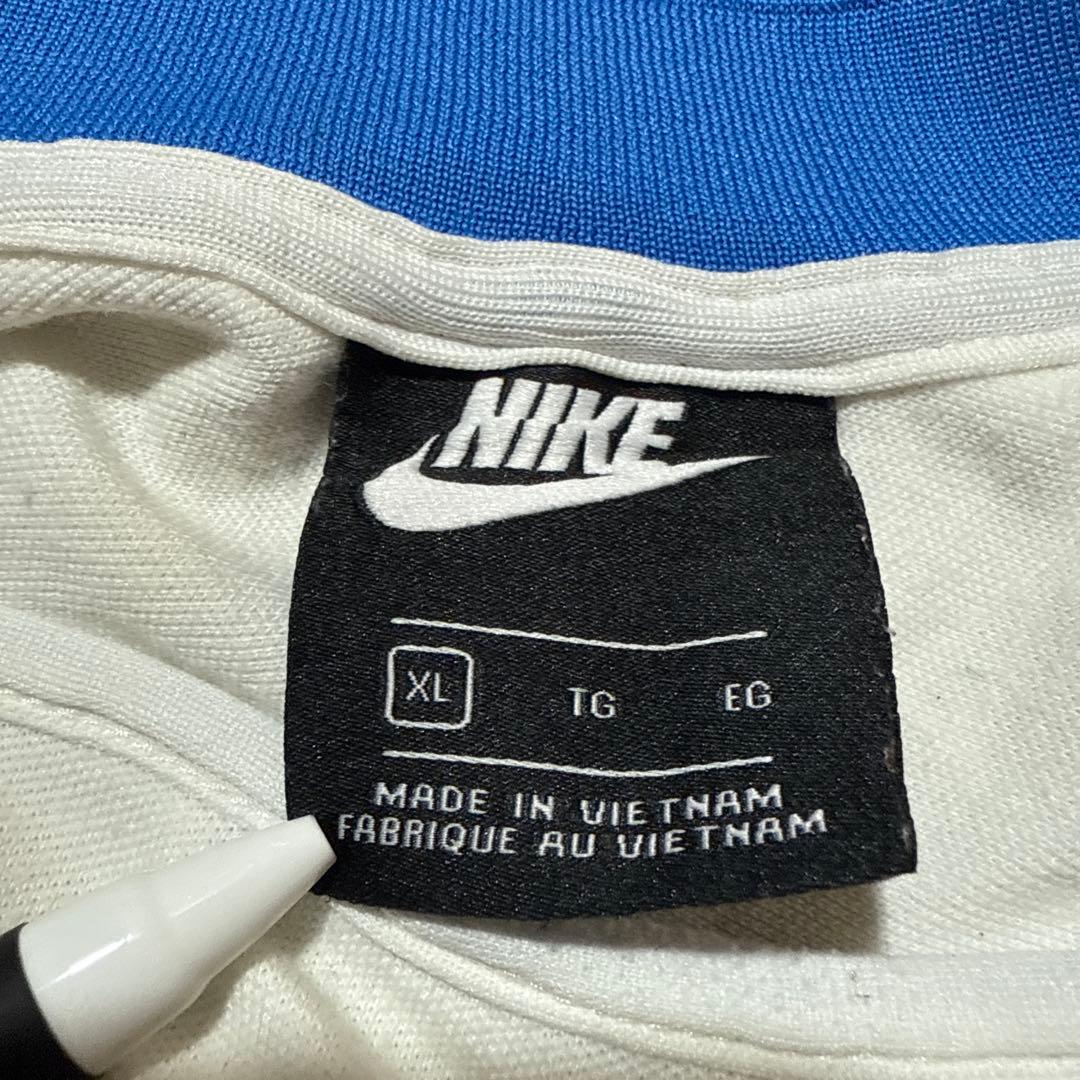 NIKE
XL TG EG
MADE IN VIETNAM
FABRIQUE AU VIETNAM